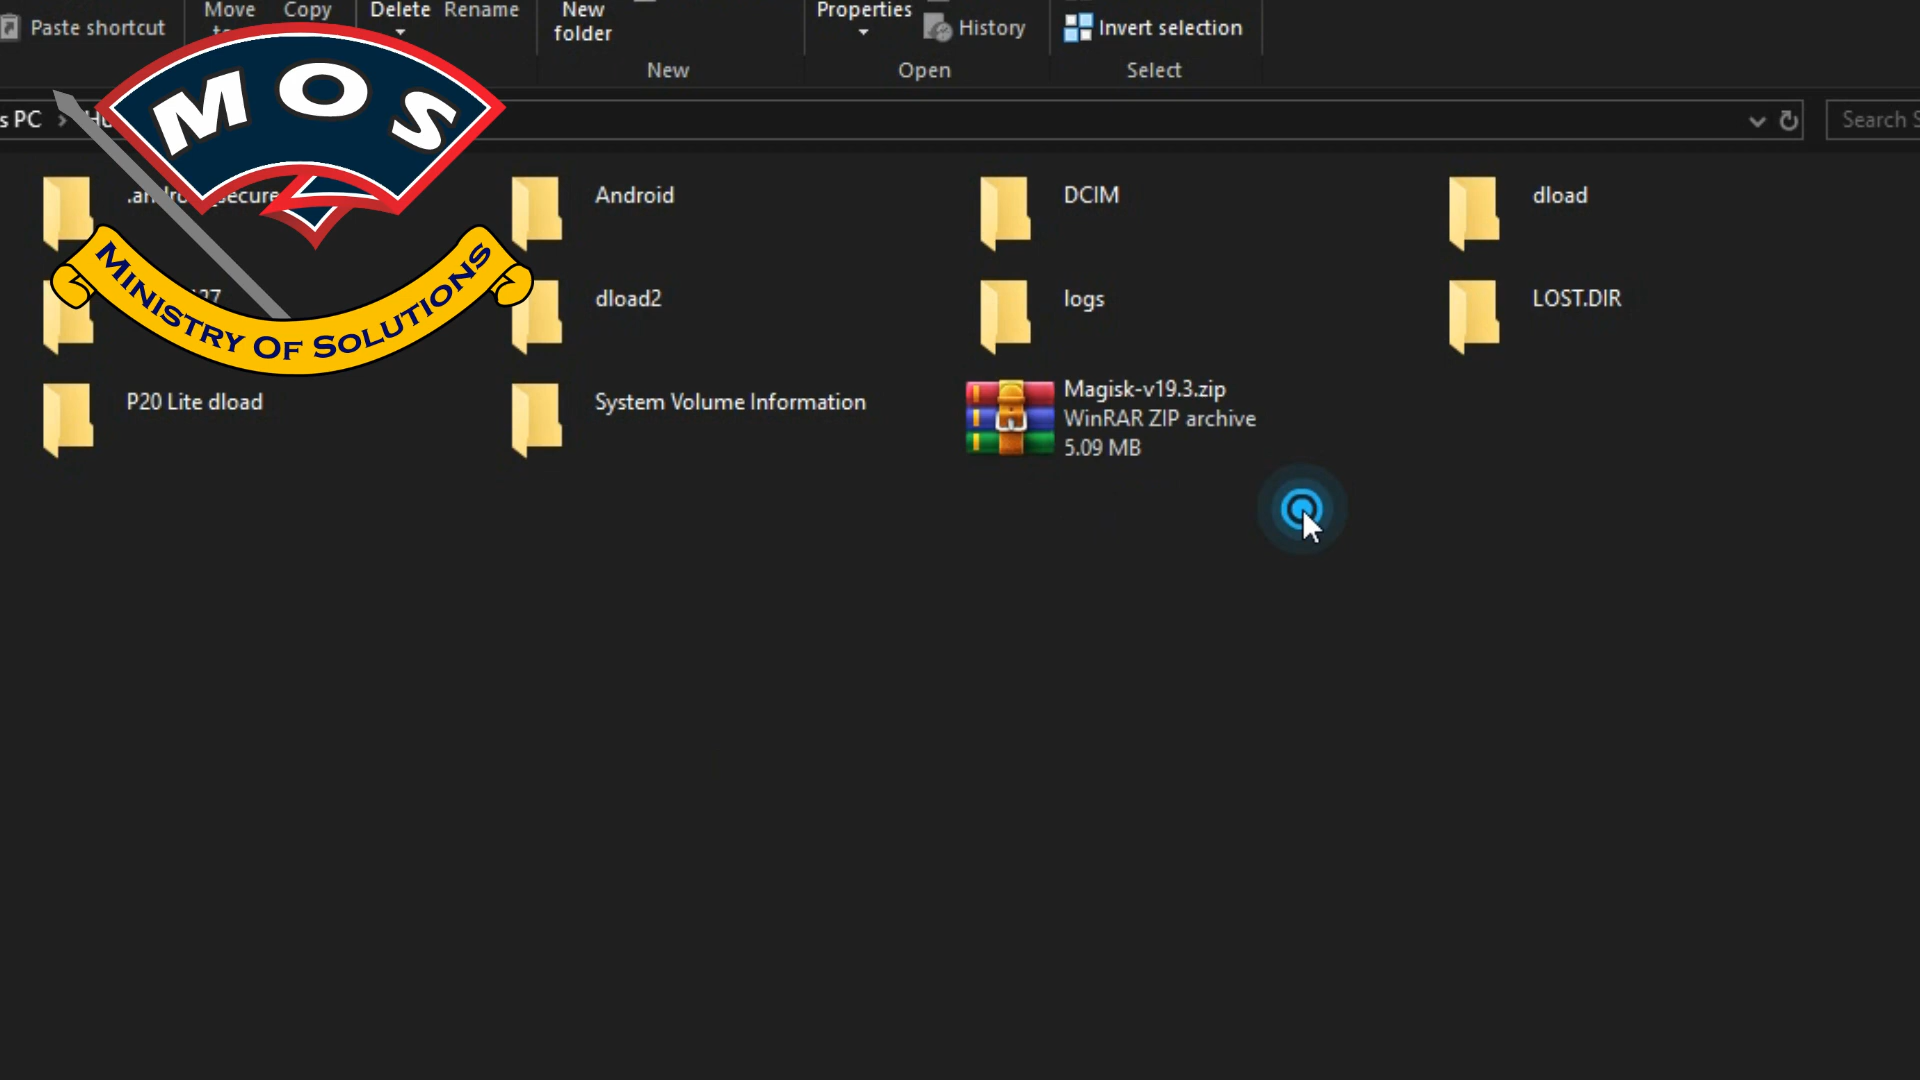 Paste shortcut
Move
Copy
Delete
Rename
New
folder
Properties
History
Invert selection
New
Open
Select
s PC
Search
MOS
MINISTRY OF SOLUTIONS
Android
DCIM
dload
dload2
logs
LOST.DIR
P20 Lite dload
System Volume Information
Magisk-v19.3.zip
WinRAR ZIP archive
5.09 MB